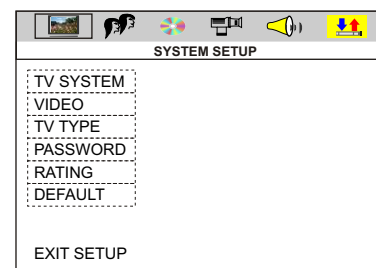 SYSTEM SETUP
TV SYSTEM
VIDEO
TV TYPE
PASSWORD
RATING
DEFAULT
EXIT SETUP